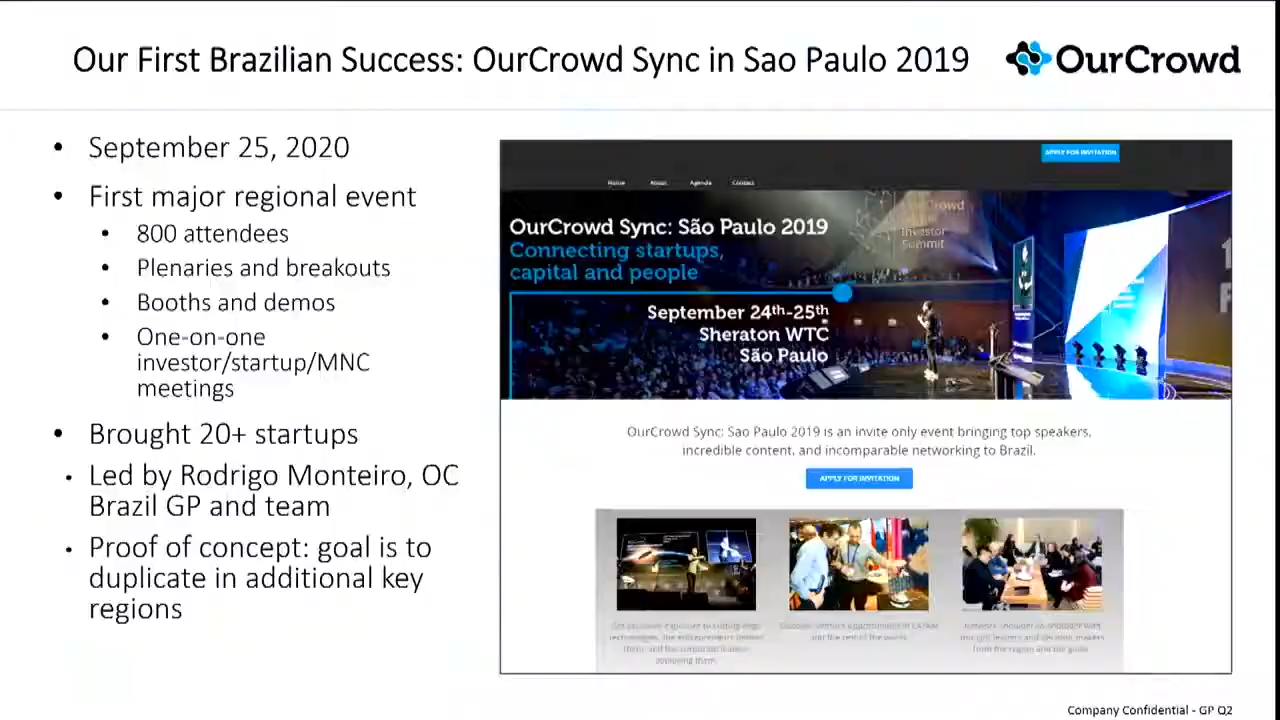 Our First Brazilian Success: OurCrowd Sync in Sao Paulo 2019
OurCrowd
• September 25, 2020
• First major regional event
• 800 attendees
• Plenaries and breakouts
• Booths and demos
• One-on-one
investor/startup/MNC
meetings
• Brought 20+ startups
• Led by Rodrigo Monteiro, OC
Brazil GP and team
• Proof of concept: goal is to
duplicate in additional key
regions
APPLY FOR INVITATION
Home About Agenda Contact
OurCrowd
Investor
Summit
OurCrowd Sync: São Paulo 2019
Connecting startups,
capital and people
September 24th-25th
Sheraton WTC
São Paulo
OurCrowd Sync: Sao Paulo 2019 is an invite only event bringing top speakers,
incredible content, and incomparable networking to Brazil.
APPLY FOR INVITATION
Company Confidential - GP Q2